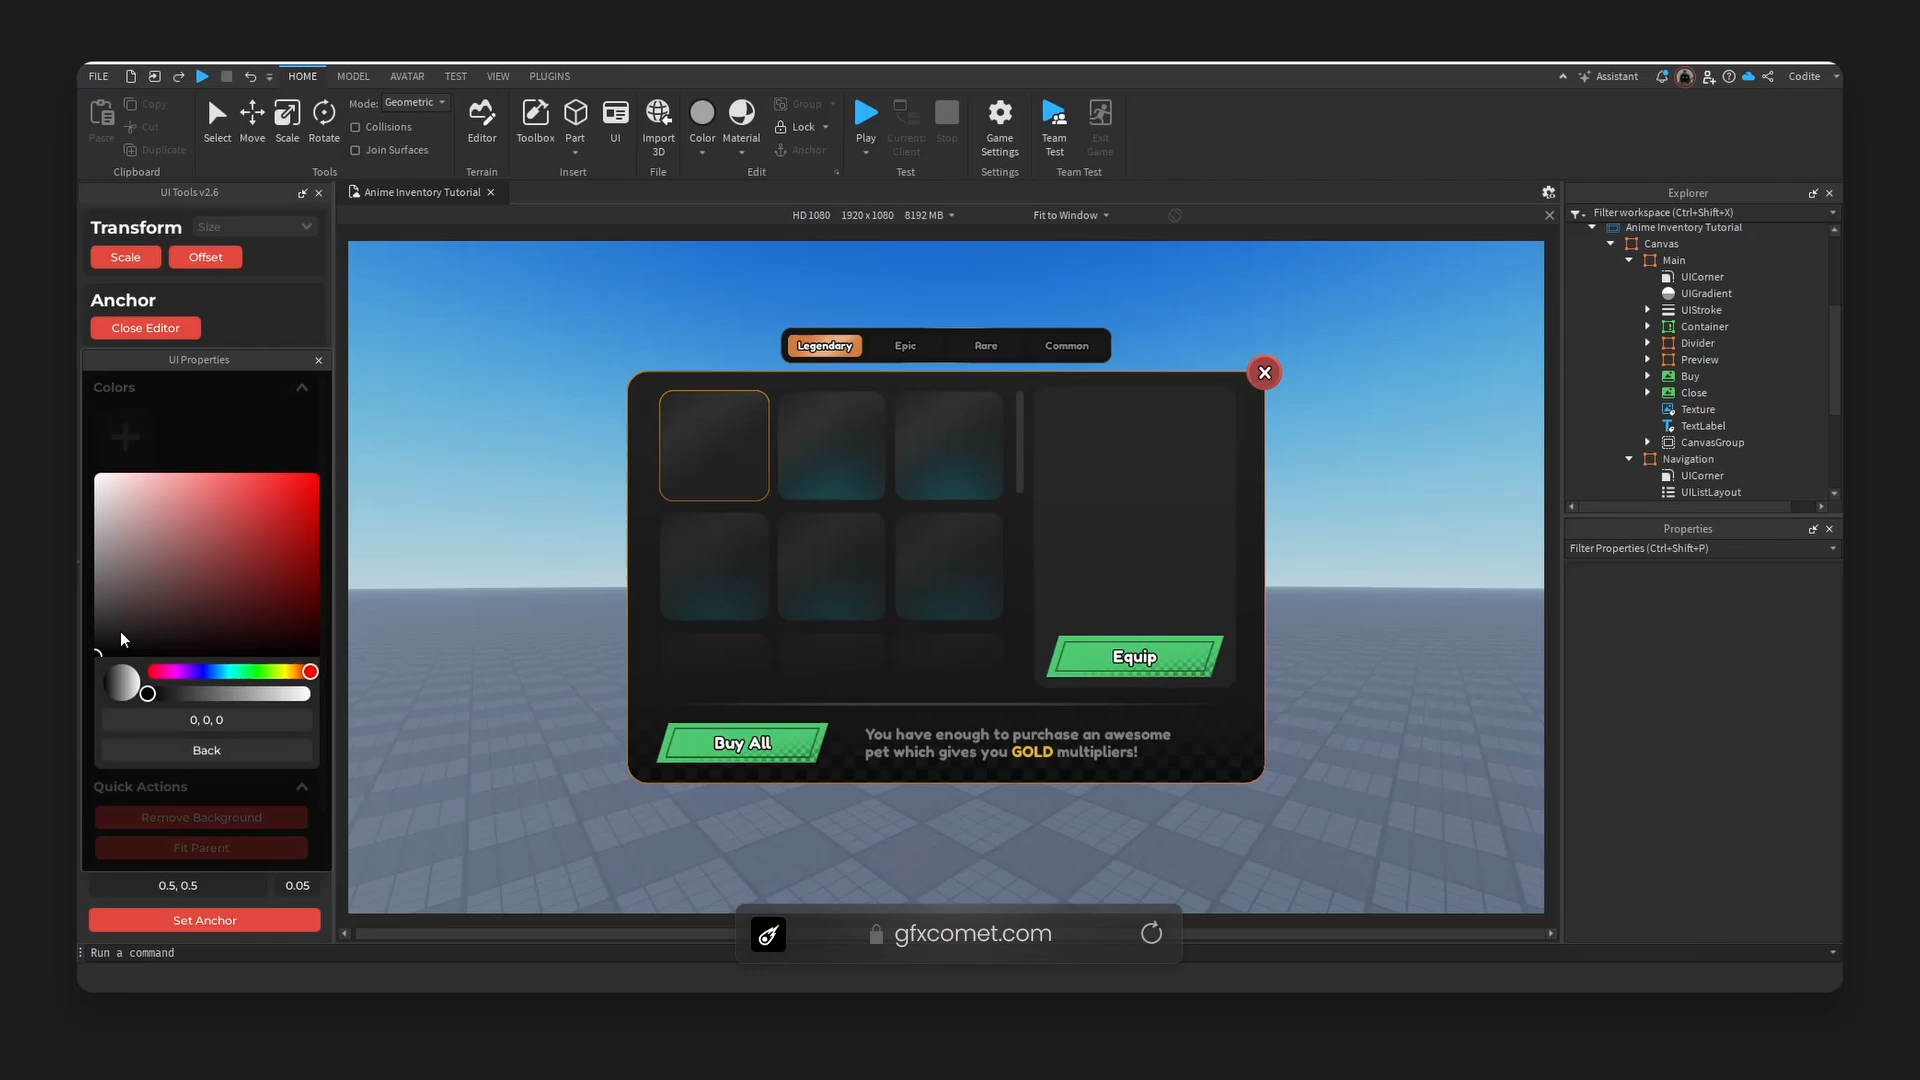 FILE HOME MODEL AVATAR TEST VIEW PLUGINS Assistant Codite
Paste Copy Cut Duplicate Clipboard
Select Move Scale Rotate Mode: Geometric Collisions Join Surfaces Tools
Editor Terrain
Toolbox Part UI Insert
Import 3D File
Color Material Group Lock Anchor Edit
Play Current: Client Stop Test
Game Settings Settings
Team Test Exit Game Team Test
UI Tools v2.6
Transform Size
Scale Offset
Anchor
Close Editor
UI Properties
Colors
0, 0, 0
Back
Quick Actions
Remove Background
Fit Parent
0.5, 0.5 0.05
Set Anchor
Run a command
Anime Inventory Tutorial
HD 1080 1920 x 1080 8192 MB Fit to Window
Legendary Epic Rare Common
X
Equip
Buy All
You have enough to purchase an awesome
pet which gives you GOLD multipliers!
gfxcomet.com
Explorer
Filter workspace (Ctrl+Shift+X)
Anime Inventory Tutorial
Canvas
Main
UICorner
UIGradient
UIStroke
Container
Divider
Preview
Buy
Close
Texture
TextLabel
CanvasGroup
Navigation
UICorner
UIListLayout
Properties
Filter Properties (Ctrl+Shift+P)